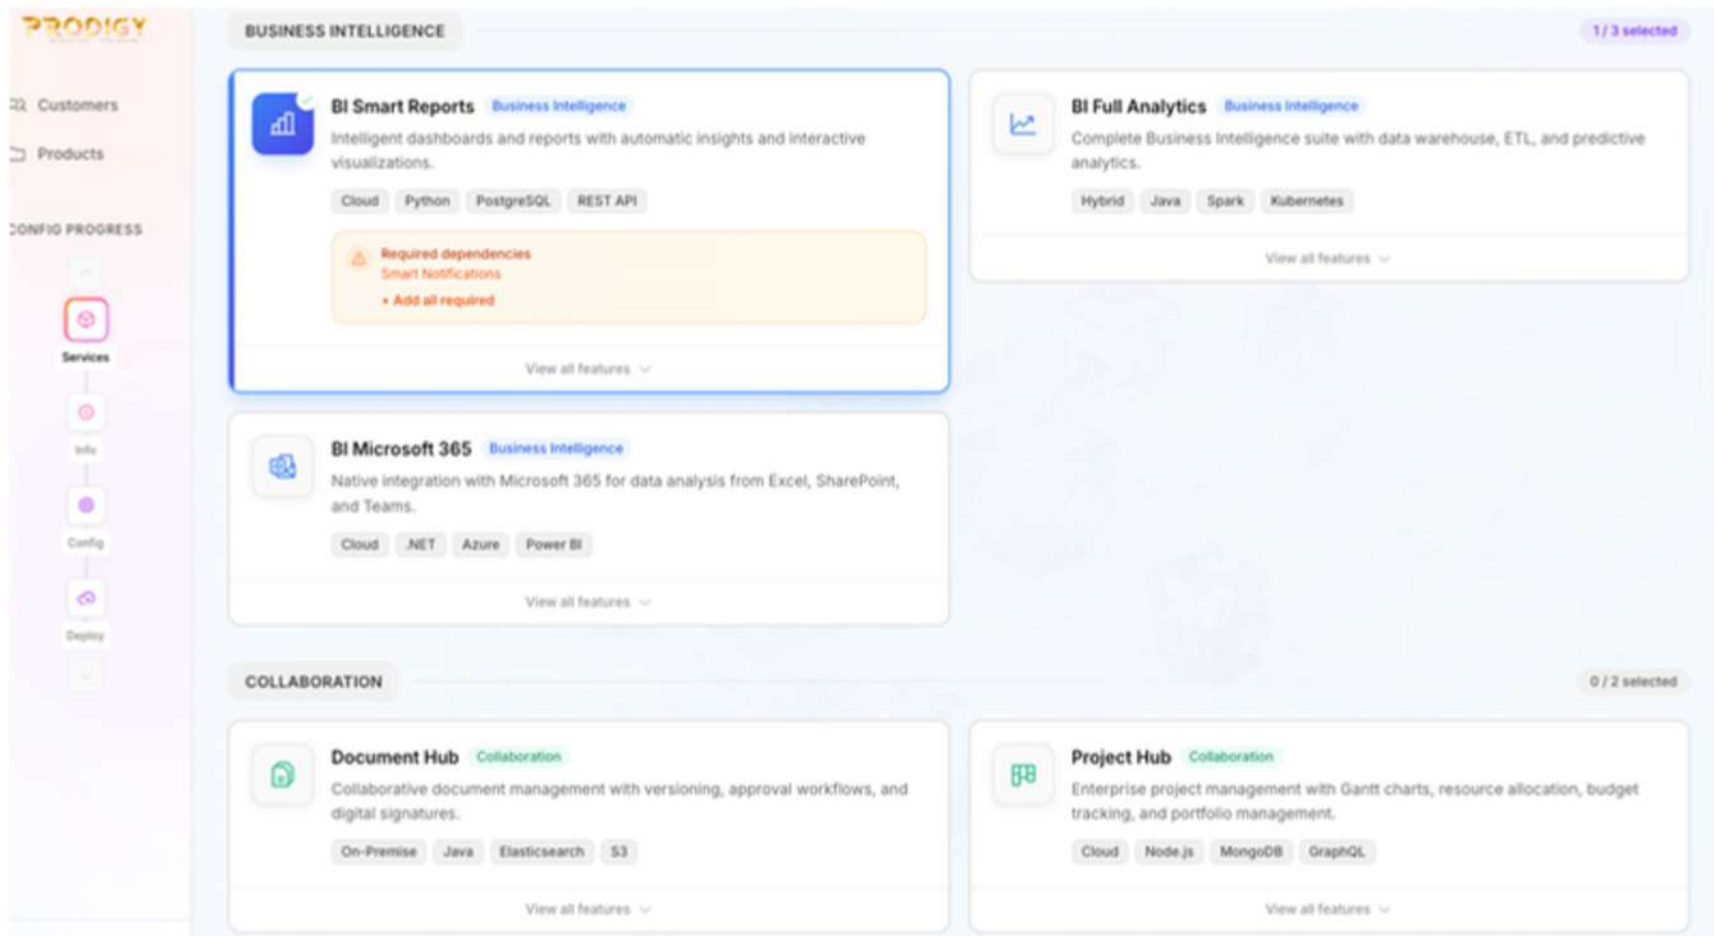 PRODIGY
Customers
Products
CONFIG PROGRESS
Services
Info
Config
Deploy
BUSINESS INTELLIGENCE
1 / 3 selected
BI Smart Reports Business Intelligence
Intelligent dashboards and reports with automatic insights and interactive
visualizations.
Cloud Python PostgreSQL REST API
Required dependencies
Smart Notifications
+ Add all required
View all features
BI Full Analytics Business Intelligence
Complete Business Intelligence suite with data warehouse, ETL, and predictive
analytics.
Hybrid Java Spark Kubernetes
View all features
BI Microsoft 365 Business Intelligence
Native integration with Microsoft 365 for data analysis from Excel, SharePoint,
and Teams.
Cloud .NET Azure Power BI
View all features
COLLABORATION
0 / 2 selected
Document Hub Collaboration
Collaborative document management with versioning, approval workflows, and
digital signatures.
On-Premise Java Elasticsearch S3
View all features
Project Hub Collaboration
Enterprise project management with Gantt charts, resource allocation, budget
tracking, and portfolio management.
Cloud Node.js MongoDB GraphQL
View all features